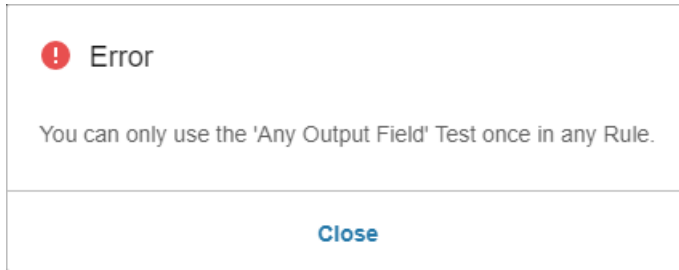 Error
You can only use the 'Any Output Field' Test once in any Rule.
Close